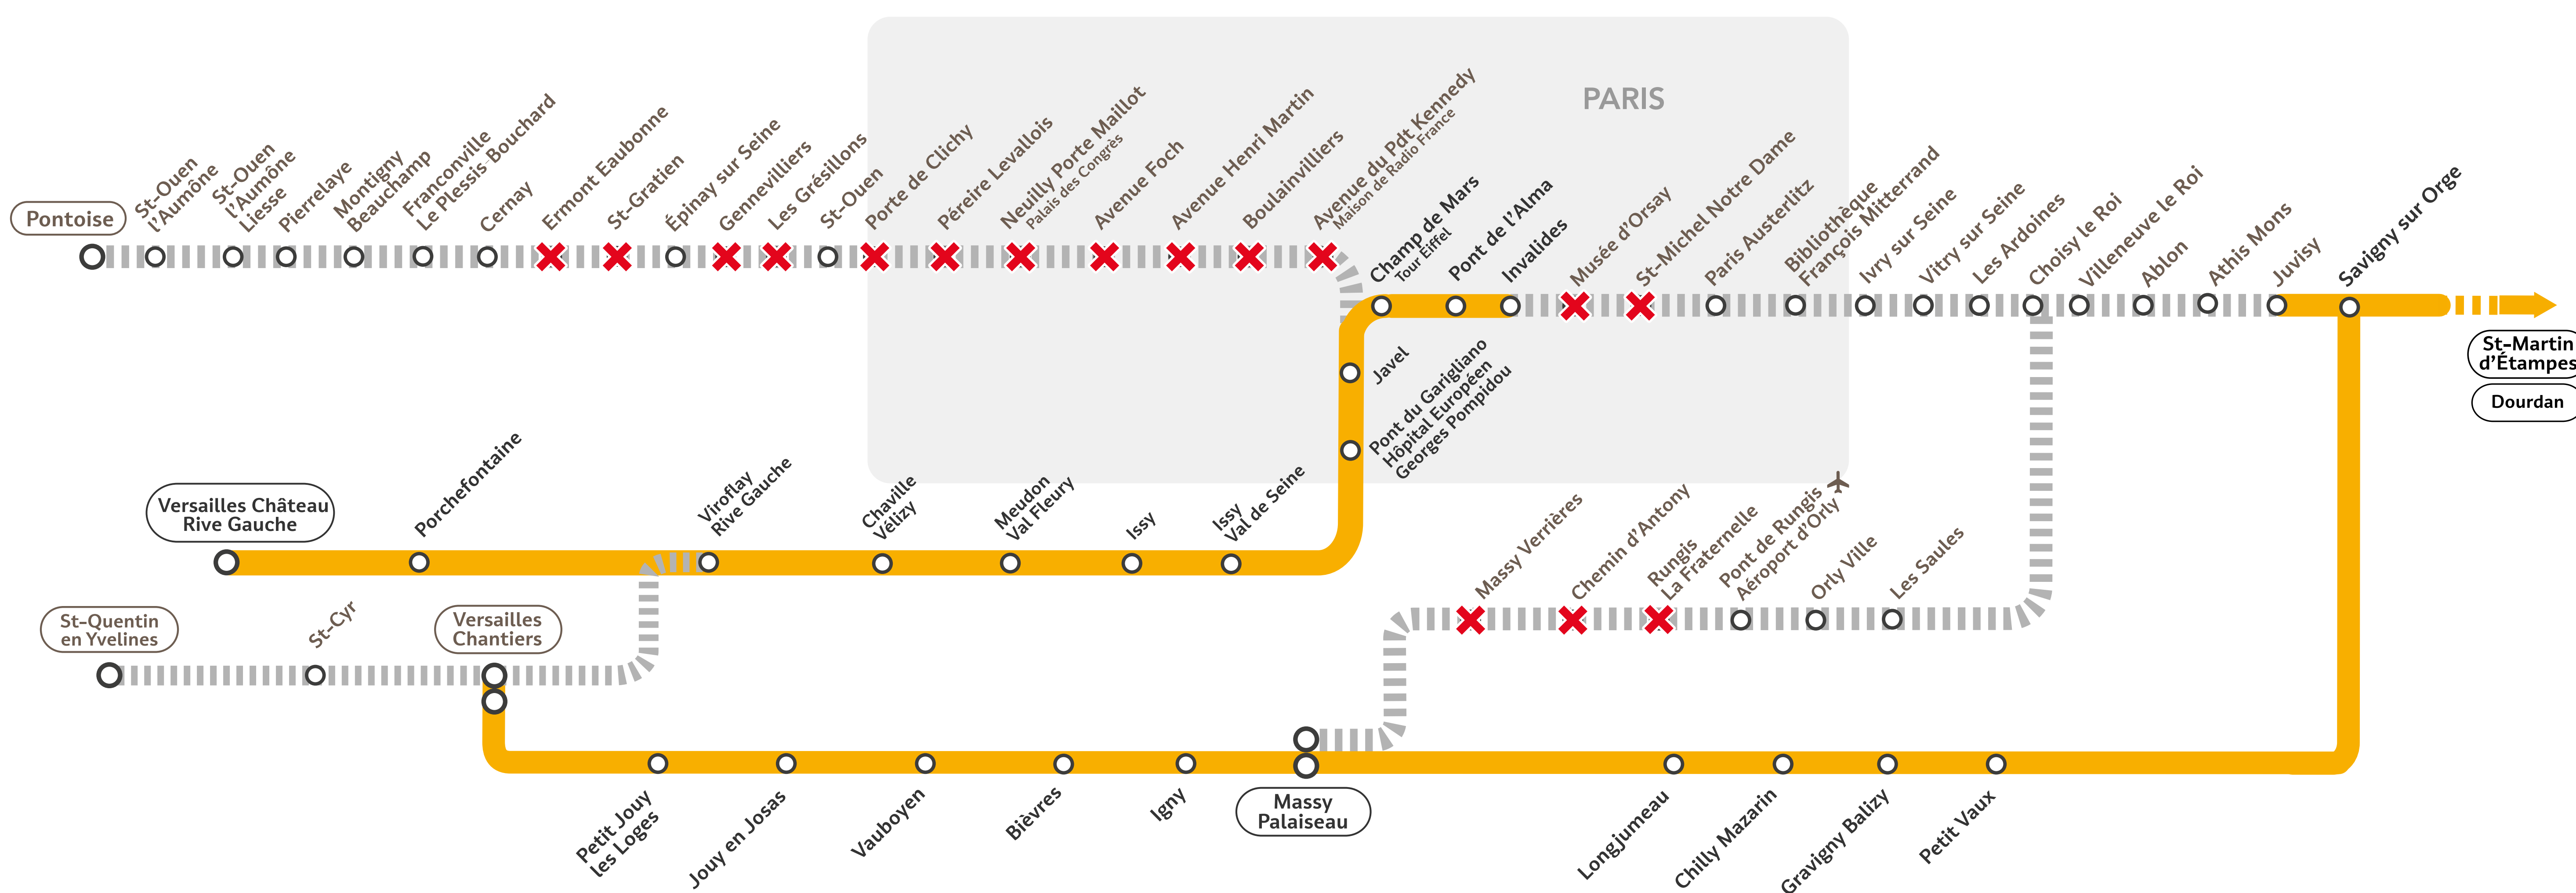 PARIS
Pontoise
St-Ouen
l'Aumône
St-Ouen
l'Aumône
Liesse
Pierrelaye
Montigny
Beauchamp
Franconville
Le Plessis-Bouchard
Cernay
Ermont Eaubonne
St-Gratien
Épinay sur Seine
Gennevilliers
Les Grésillons
St-Ouen
Porte de Clichy
Péreire Levallois
Neuilly Porte Maillot
Palais des Congrès
Avenue Foch
Avenue Henri Martin
Boulainvilliers
Avenue du Pdt Kennedy
Maison de Radio France
Champ de Mars
Tour Eiffel
Pont de l'Alma
Invalides
Musée d'Orsay
St-Michel Notre Dame
Paris Austerlitz
Bibliothèque
François Mitterrand
Ivry sur Seine
Vitry sur Seine
Les Ardoines
Choisy le Roi
Villeneuve le Roi
Ablon
Athis Mons
Juvisy
Savigny sur Orge
St-Martin
d'Étampes
Dourdan
Javel
Pont du Garigliano
Hôpital Européen
Georges Pompidou
Versailles Château
Rive Gauche
Porchefontaine
Viroflay
Rive Gauche
Chaville
Vélizy
Meudon
Val Fleury
Issy
Issy
Val de Seine
Massy Verrières
Chemin d'Antony
Rungis
La Fraternelle
Pont de Rungis
Aéroport d'Orly
Orly Ville
Les Saules
St-Quentin
en Yvelines
St-Cyr
Versailles
Chantiers
Petit Jouy
les Loges
Jouy en Josas
Vauboyen
Bièvres
Igny
Massy
Palaiseau
Longjumeau
Chilly Mazarin
Gravigny Balizy
Petit Vaux